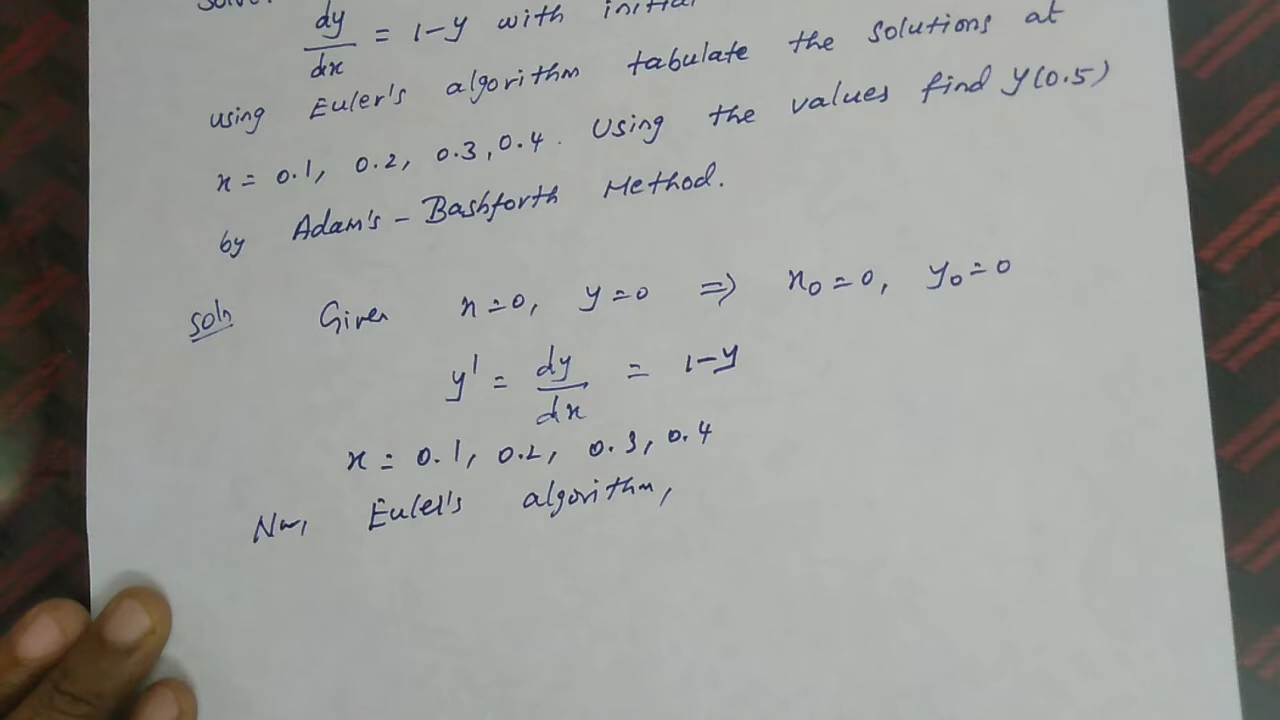 Solve:
dy/dx = 1-y with initial
using Euler's algorithm tabulate the solutions at
x = 0.1, 0.2, 0.3, 0.4. Using the values find y(0.5)
by Adam's - Bashforth Method.
Soln Given x=0, y=0 => x0=0, y0=0
y' = dy/dx = 1-y
x = 0.1, 0.2, 0.3, 0.4
Now, Euler's algorithm,